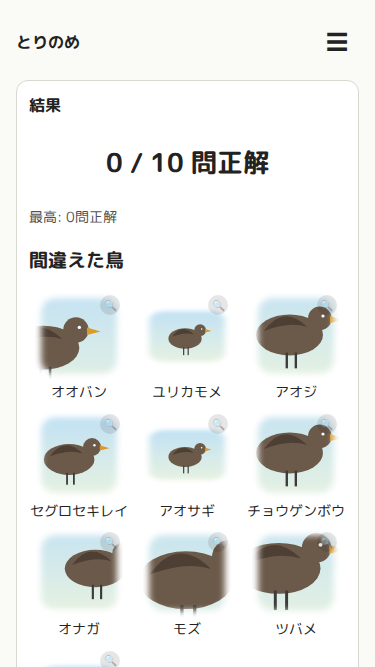 とりのめ
結果
0 / 10 問正解
最高: 0問正解
間違えた鳥
オオバン
ユリカモメ
アオジ
セグロセキレイ
アオサギ
チョウゲンボウ
オナガ
モズ
ツバメ